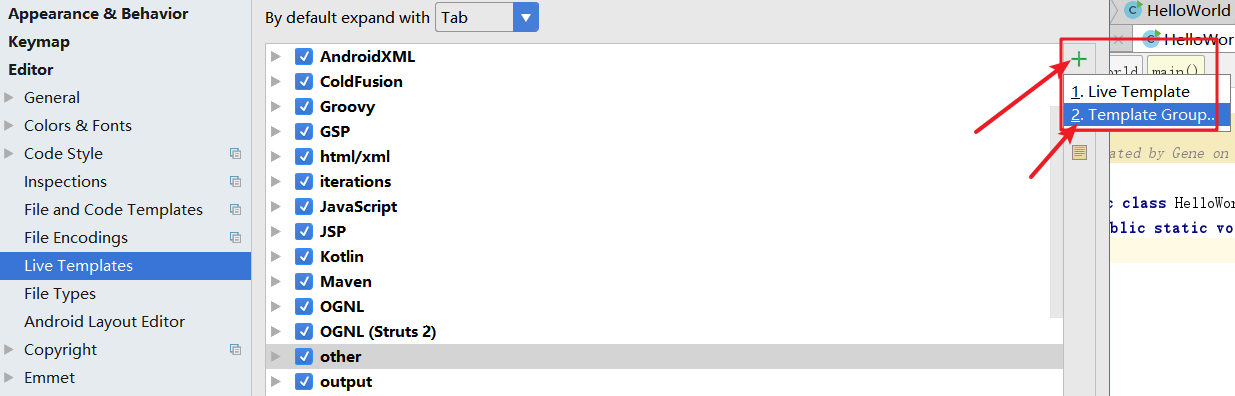 Appearance & Behavior
Keymap
Editor
General
Colors & Fonts
Code Style
Inspections
File and Code Templates
File Encodings
Live Templates
File Types
Android Layout Editor
Copyright
Emmet
By default expand with Tab
AndroidXML
ColdFusion
Groovy
GSP
html/xml
iterations
JavaScript
JSP
Kotlin
Maven
OGNL
OGNL (Struts 2)
other
output
1. Live Template
2. Template Group...
HelloWorld
HelloWor
orld main()
ated by Gene on
c class HelloWor
blic static vo